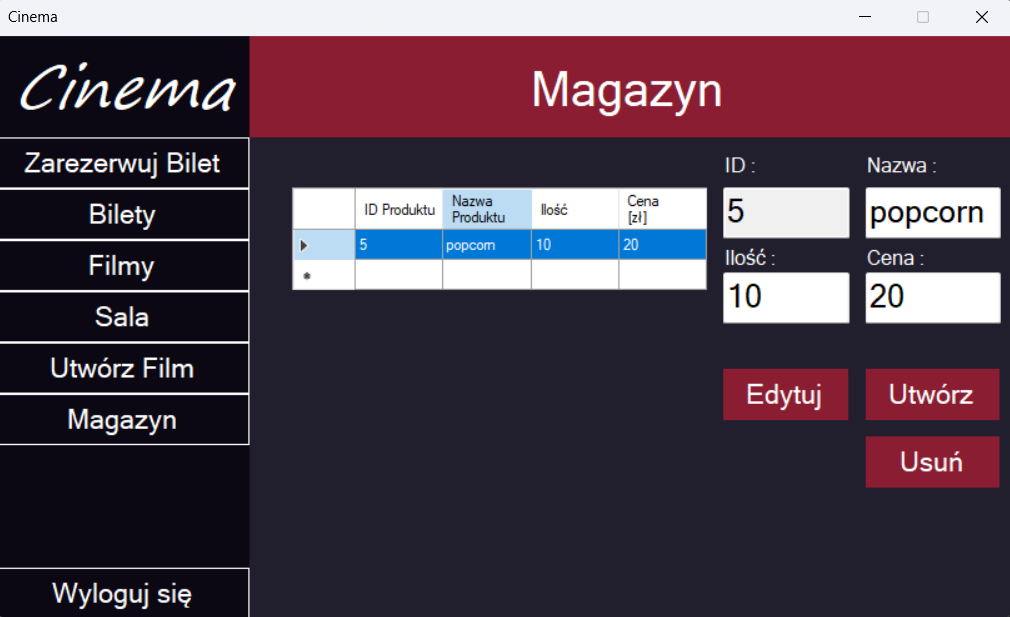 Cinema
Cinema
Magazyn
Zarezerwuj Bilet
Bilety
Filmy
Sala
Utwórz Film
Magazyn
Wyloguj się
ID Produktu
Nazwa
Produktu
Ilość
Cena
[zł]
5
popcorn
10
20
ID :
Nazwa :
5
popcorn
Ilość :
Cena :
10
20
Edytuj
Utwórz
Usuń